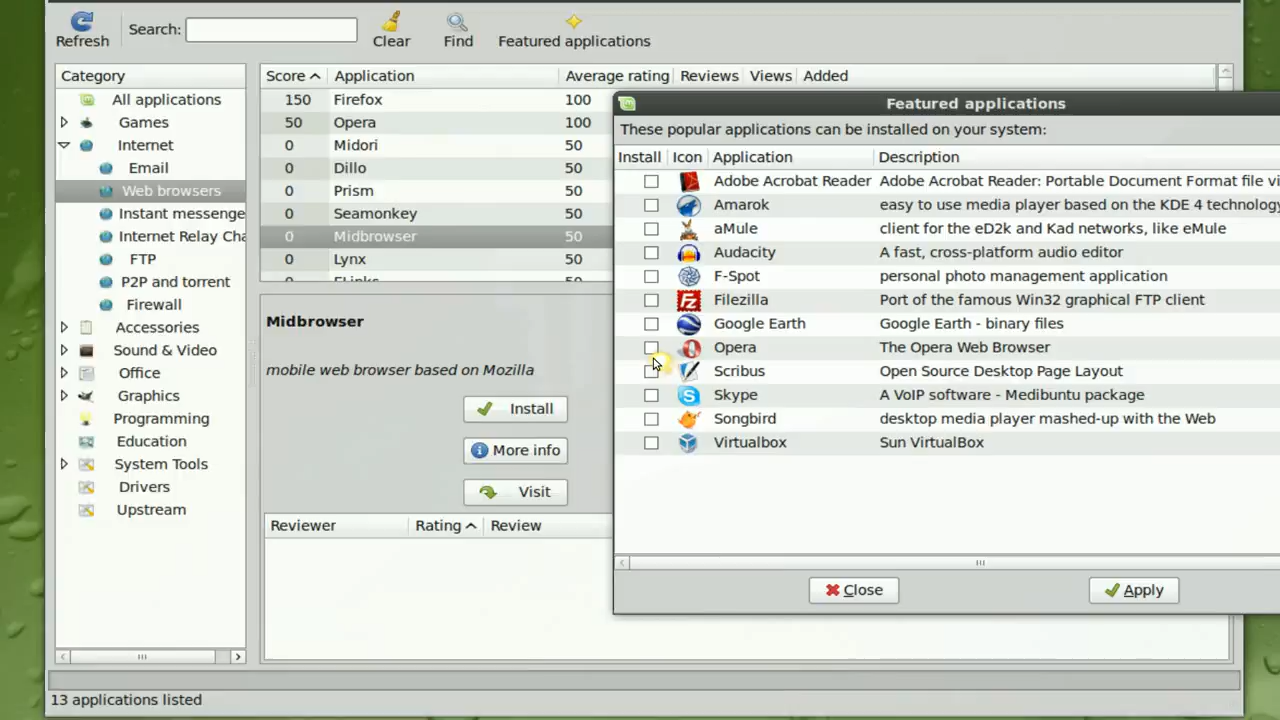 Refresh
Search:
Clear
Find
Featured applications
Category
All applications
Games
Internet
Email
Web browsers
Instant messenge
Internet Relay Cha
FTP
P2P and torrent
Firewall
Accessories
Sound & Video
Office
Graphics
Programming
Education
System Tools
Drivers
Upstream
Score Application Average rating Reviews Views Added
150 Firefox 100
50 Opera 100
0 Midori 50
0 Dillo 50
0 Prism 50
0 Seamonkey 50
0 Midbrowser 50
0 Lynx 50
0 ELinks 50
Midbrowser
mobile web browser based on Mozilla
Install
More info
Visit
Reviewer Rating Review
Featured applications
These popular applications can be installed on your system:
Install Icon Application Description
Adobe Acrobat Reader Adobe Acrobat Reader: Portable Document Format file vi
Amarok easy to use media player based on the KDE 4 technology
aMule client for the eD2k and Kad networks, like eMule
Audacity A fast, cross-platform audio editor
F-Spot personal photo management application
Filezilla Port of the famous Win32 graphical FTP client
Google Earth Google Earth - binary files
Opera The Opera Web Browser
Scribus Open Source Desktop Page Layout
Skype A VoIP software - Medibuntu package
Songbird desktop media player mashed-up with the Web
Virtualbox Sun VirtualBox
Close
Apply
13 applications listed